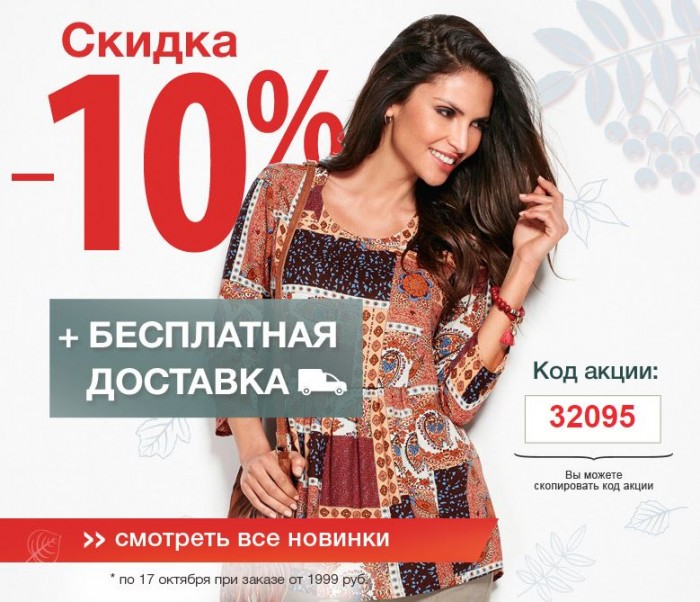 Скидка
–10%
+ БЕСПЛАТНАЯ
ДОСТАВКА
Код акции:
32095
Вы можете
скопировать код акции
>> смотреть все новинки
* по 17 октября при заказе от 1999 руб.